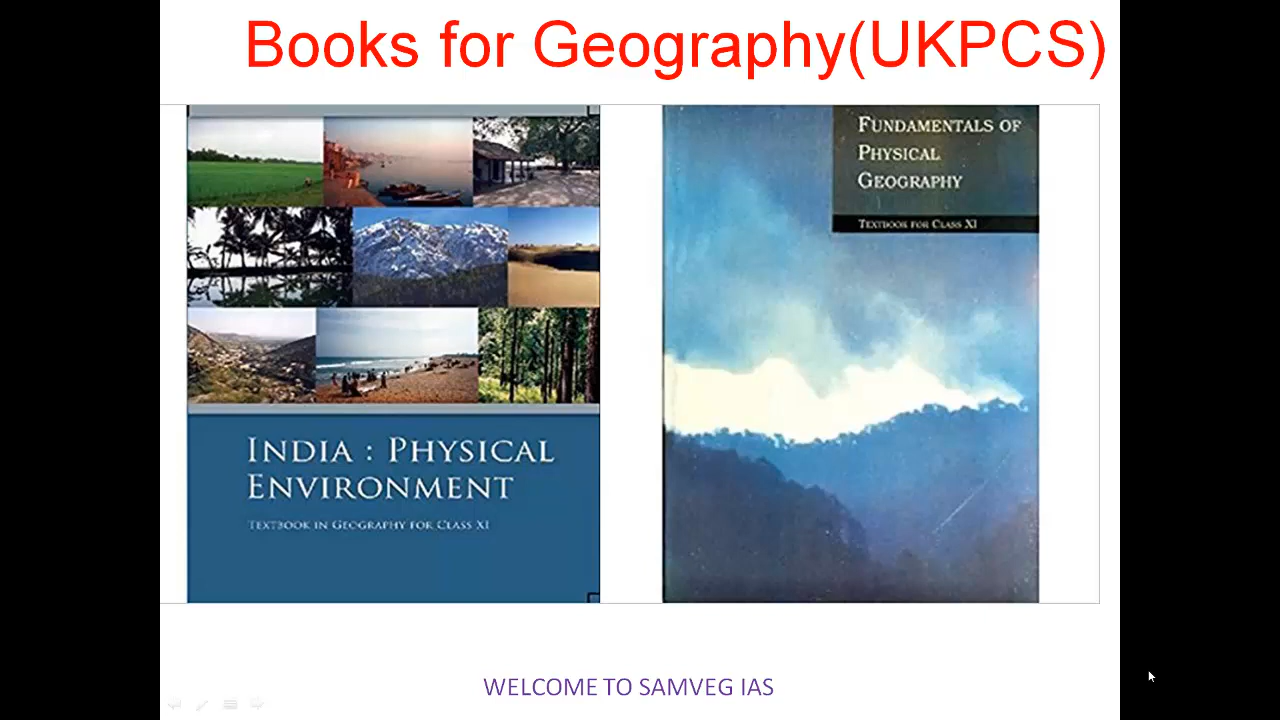 Books for Geography(UKPCS)
INDIA : PHYSICAL
ENVIRONMENT
TEXTBOOK IN GEOGRAPHY FOR CLASS XI
FUNDAMENTALS OF
PHYSICAL
GEOGRAPHY
TEXTBOOK FOR CLASS XI
WELCOME TO SAMVEG IAS